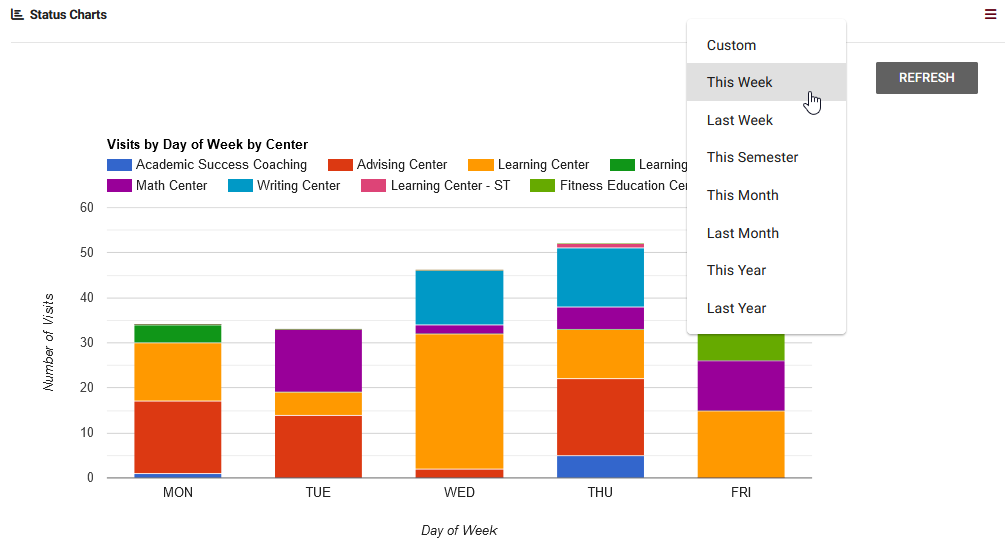 Status Charts
Custom
This Week
REFRESH
Last Week
This Semester
This Month
Last Month
This Year
Last Year
Visits by Day of Week by Center
Academic Success Coaching Advising Center Learning Center Learning
Math Center Writing Center Learning Center - ST Fitness Education
Number of Visits
60
50
40
30
20
10
0
MON TUE WED THU FRI
Day of Week